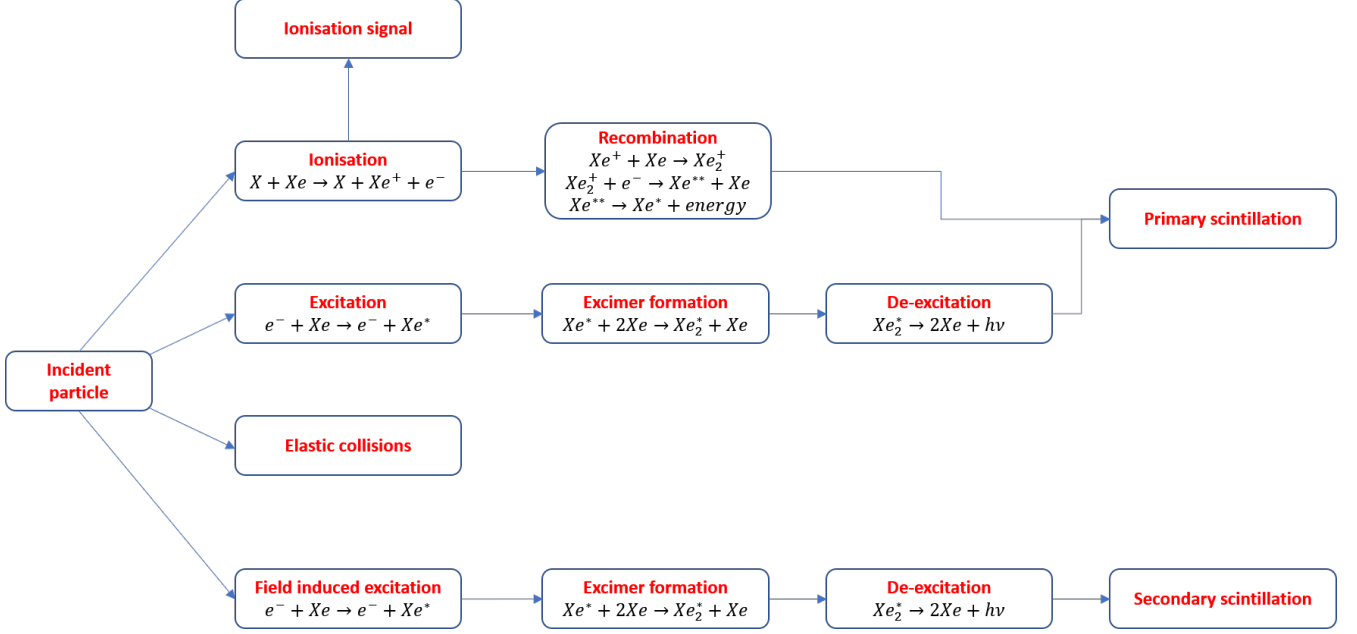 Ionisation signal
Ionisation
X + Xe → X + Xe⁺ + e⁻
Recombination
Xe⁺ + Xe → Xe₂⁺
Xe₂⁺ + e⁻ → Xe** + Xe
Xe** → Xe* + energy
Primary scintillation
Excitation
e⁻ + Xe → e⁻ + Xe*
Excimer formation
Xe* + 2Xe → Xe₂* + Xe
De-excitation
Xe₂* → 2Xe + hν
Incident
particle
Elastic collisions
Field induced excitation
e⁻ + Xe → e⁻ + Xe*
Excimer formation
Xe* + 2Xe → Xe₂* + Xe
De-excitation
Xe₂* → 2Xe + hν
Secondary scintillation